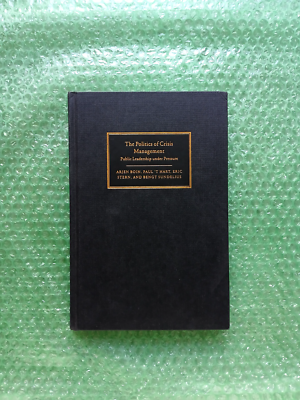 The Politics of Crisis
Management
Public Leadership under Pressure
ARJEN BOIN, PAUL 'T HART, ERIC
STERN, AND BENGT SUNDELIUS